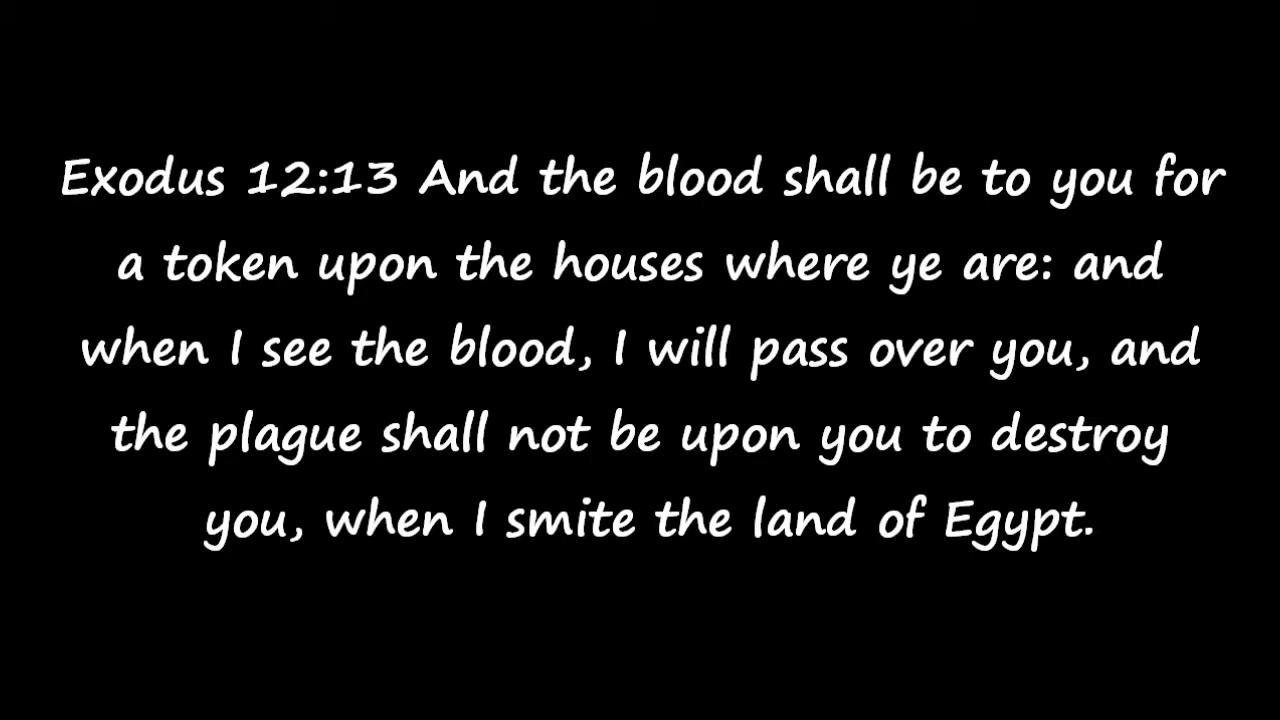 Exodus 12:13 And the blood shall be to you for
a token upon the houses where ye are: and
when I see the blood, I will pass over you, and
the plague shall not be upon you to destroy
you, when I smite the land of Egypt.